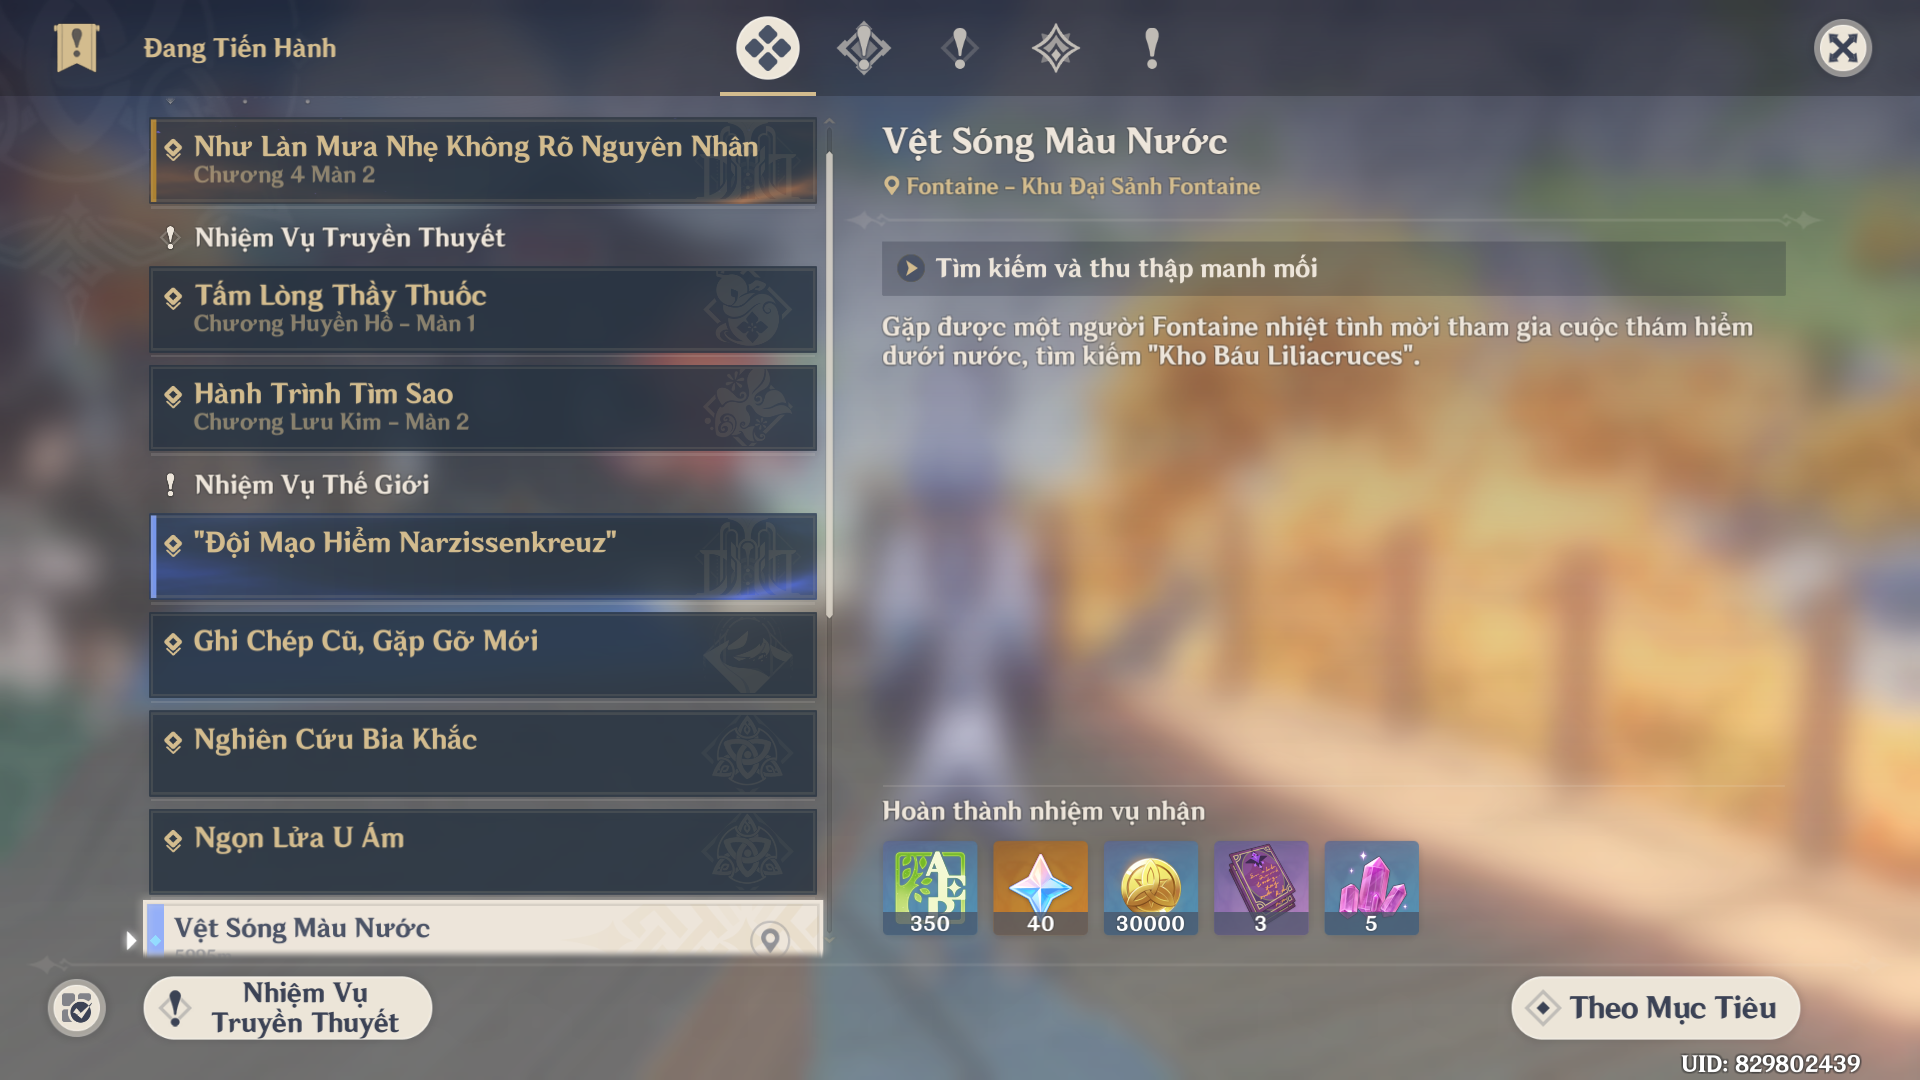 Đang Tiến Hành
Như Làn Mưa Nhẹ Không Rõ Nguyên Nhân
Chương 4 Màn 2
Nhiệm Vụ Truyền Thuyết
Tấm Lòng Thầy Thuốc
Chương Huyền Hồ - Màn 1
Hành Trình Tìm Sao
Chương Lưu Kim - Màn 2
Nhiệm Vụ Thế Giới
"Đội Mạo Hiểm Narzissenkreuz"
Ghi Chép Cũ, Gặp Gỡ Mới
Nghiên Cứu Bia Khắc
Ngọn Lửa U Ám
Vệt Sóng Màu Nước
Nhiệm Vụ
Truyền Thuyết
Vệt Sóng Màu Nước
Fontaine - Khu Đại Sảnh Fontaine
Tìm kiếm và thu thập manh mối
Gặp được một người Fontaine nhiệt tình mời tham gia cuộc thám hiểm
dưới nước, tìm kiếm "Kho Báu Liliacruces".
Hoàn thành nhiệm vụ nhận
350
40
30000
3
5
Theo Mục Tiêu
UID: 829802439